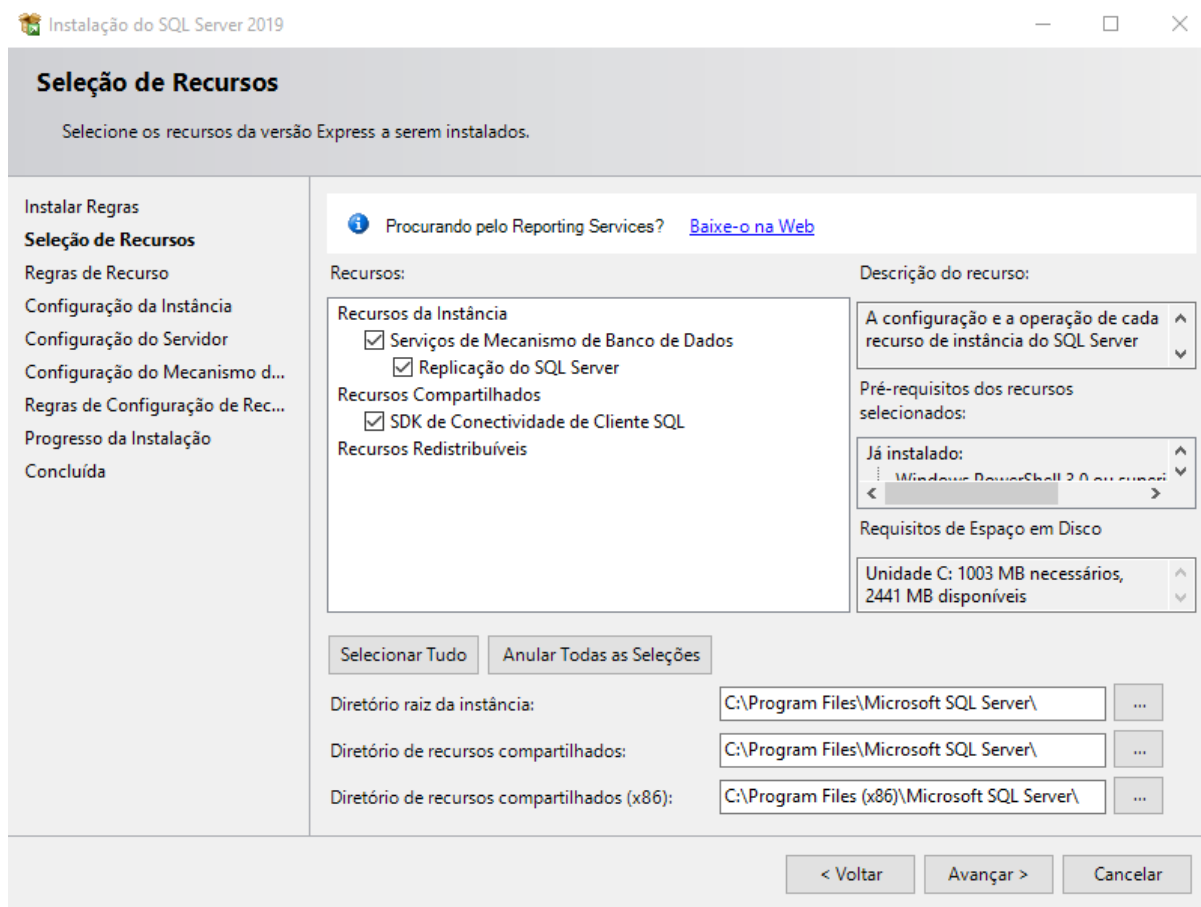 Instalação do SQL Server 2019
Seleção de Recursos
Selecione os recursos da versão Express a serem instalados.
Instalar Regras
Seleção de Recursos
Regras de Recurso
Configuração da Instância
Configuração do Servidor
Configuração do Mecanismo d...
Regras de Configuração de Rec...
Progresso da Instalação
Concluída
Procurando pelo Reporting Services? Baixe-o na Web
Recursos:
Recursos da Instância
Serviços de Mecanismo de Banco de Dados
Replicação do SQL Server
Recursos Compartilhados
SDK de Conectividade de Cliente SQL
Recursos Redistribuíveis
Descrição do recurso:
A configuração e a operação de cada
recurso de instância do SQL Server
Pré-requisitos dos recursos
selecionados:
Já instalado:
Windows PowerShell 3.0 ou superi
Requisitos de Espaço em Disco
Unidade C: 1003 MB necessários,
2441 MB disponíveis
Selecionar Tudo
Anular Todas as Seleções
Diretório raiz da instância:
C:\Program Files\Microsoft SQL Server\
...
Diretório de recursos compartilhados:
C:\Program Files\Microsoft SQL Server\
...
Diretório de recursos compartilhados (x86):
C:\Program Files (x86)\Microsoft SQL Server\
...
< Voltar
Avançar >
Cancelar